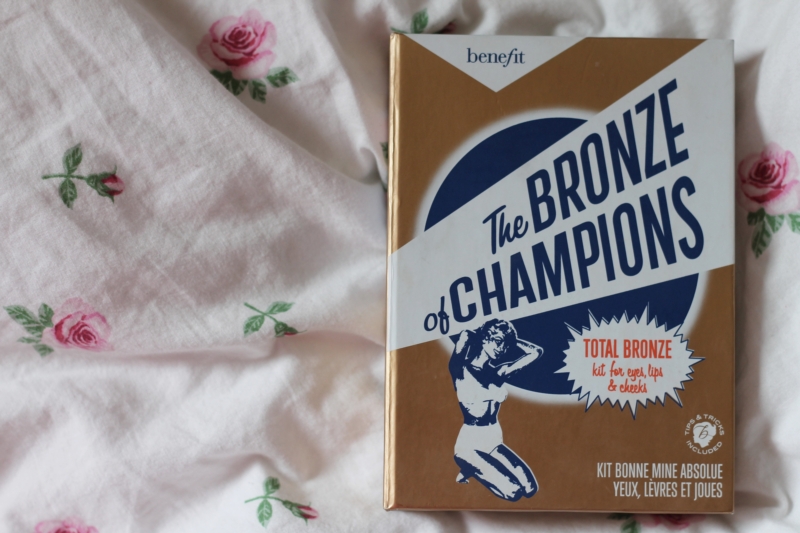 benefit
The BRONZE
of CHAMPIONS
TOTAL BRONZE
kit for eyes, lips
& cheeks
TIPS & TRICKS
INCLUDED
KIT BONNE MINE ABSOLUE
YEUX, LÈVRES ET JOUES